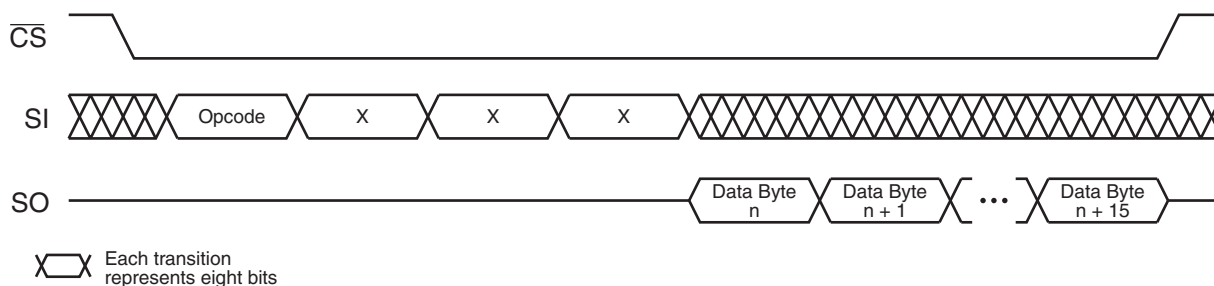 CS
SI
Opcode
X
X
X
SO
Data Byte
n
Data Byte
n + 1
•••
Data Byte
n + 15
Each transition
represents eight bits